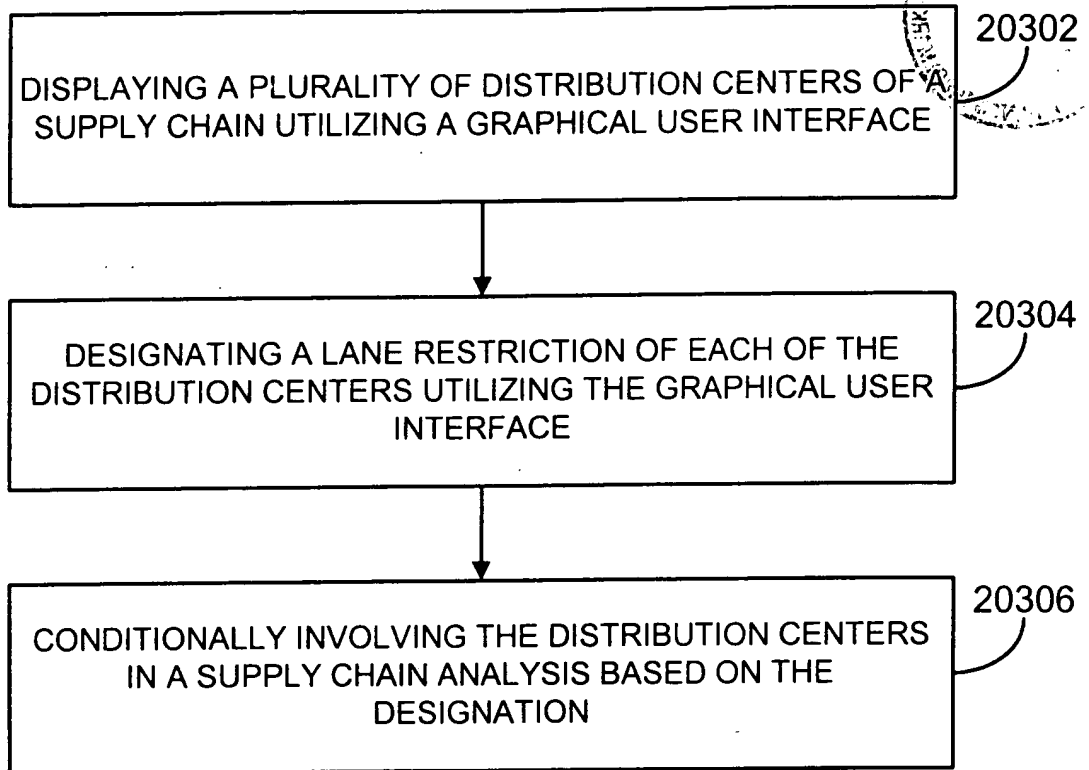 20302
DISPLAYING A PLURALITY OF DISTRIBUTION CENTERS OF A
SUPPLY CHAIN UTILIZING A GRAPHICAL USER INTERFACE
20304
DESIGNATING A LANE RESTRICTION OF EACH OF THE
DISTRIBUTION CENTERS UTILIZING THE GRAPHICAL USER
INTERFACE
20306
CONDITIONALLY INVOLVING THE DISTRIBUTION CENTERS
IN A SUPPLY CHAIN ANALYSIS BASED ON THE
DESIGNATION